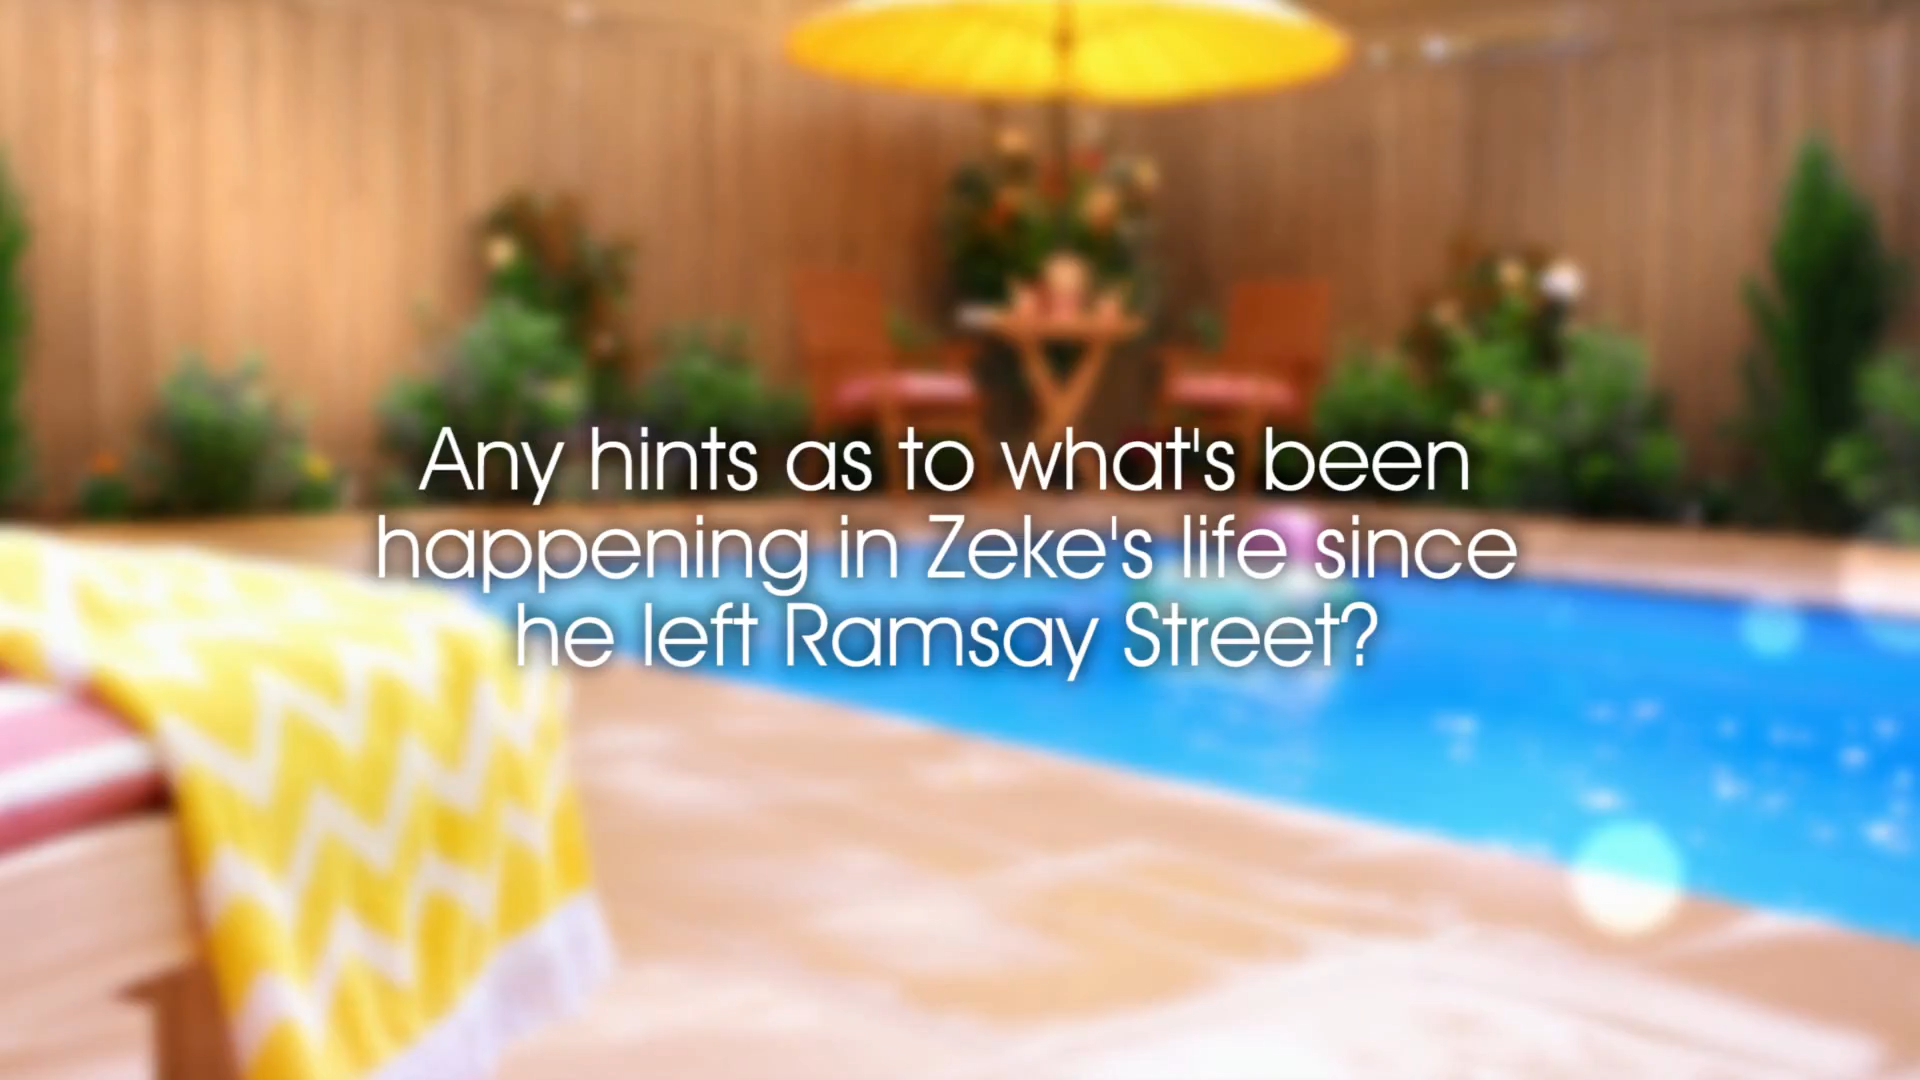 Any hints as to what's been
happening in Zeke's life since
he left Ramsay Street?